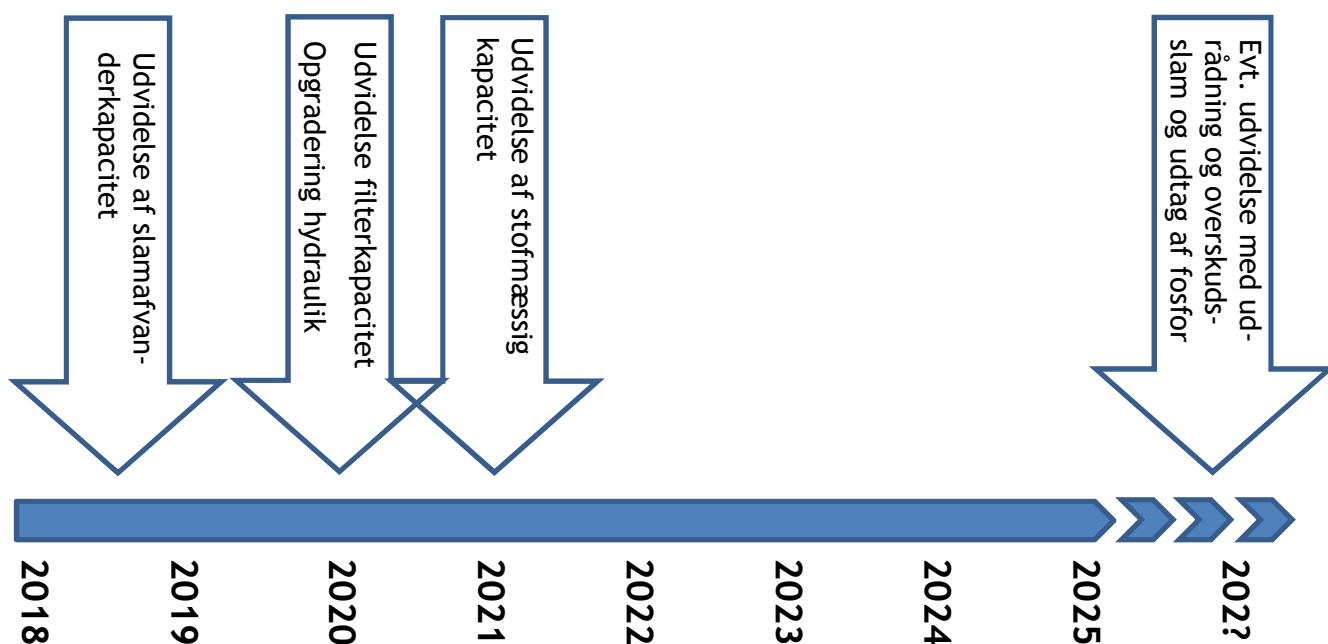 Udvidelse af slamafvan-
derkapacitet
Udvidelse filterkapacitet
Opgradering hydraulik
Udvidelse af stofmæssig
kapacitet
Evt. udvidelse med ud-
rådning og overskuds-
slam og udtag af fosfor
2018
2019
2020
2021
2022
2023
2024
2025
202?